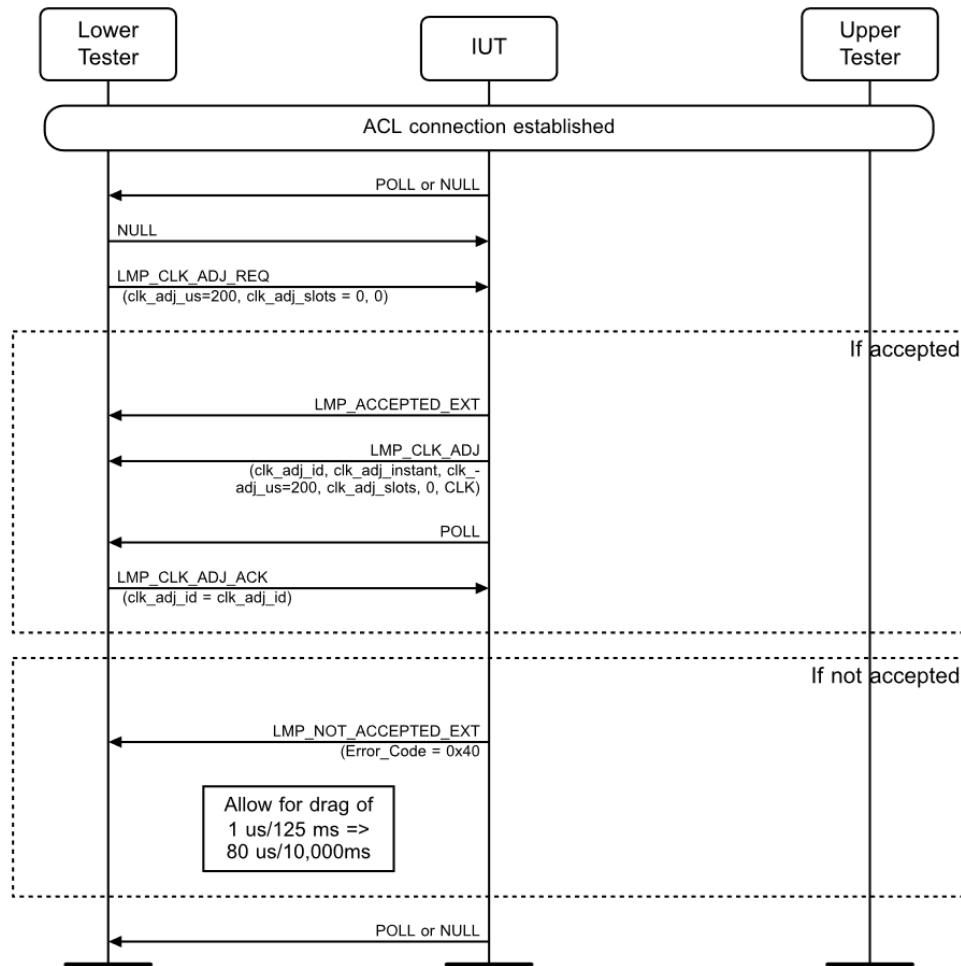 Lower
Tester
IUT
Upper
Tester
ACL connection established
POLL or NULL
NULL
LMP_CLK_ADJ_REQ
(clk_adj_us=200, clk_adj_slots = 0, 0)
If accepted
LMP_ACCEPTED_EXT
LMP_CLK_ADJ
(clk_adj_id, clk_adj_instant, clk_-
adj_us=200, clk_adj_slots, 0, CLK)
POLL
LMP_CLK_ADJ_ACK
(clk_adj_id = clk_adj_id)
If not accepted
LMP_NOT_ACCEPTED_EXT
(Error_Code = 0x40
Allow for drag of
1 us/125 ms =>
80 us/10,000ms
POLL or NULL